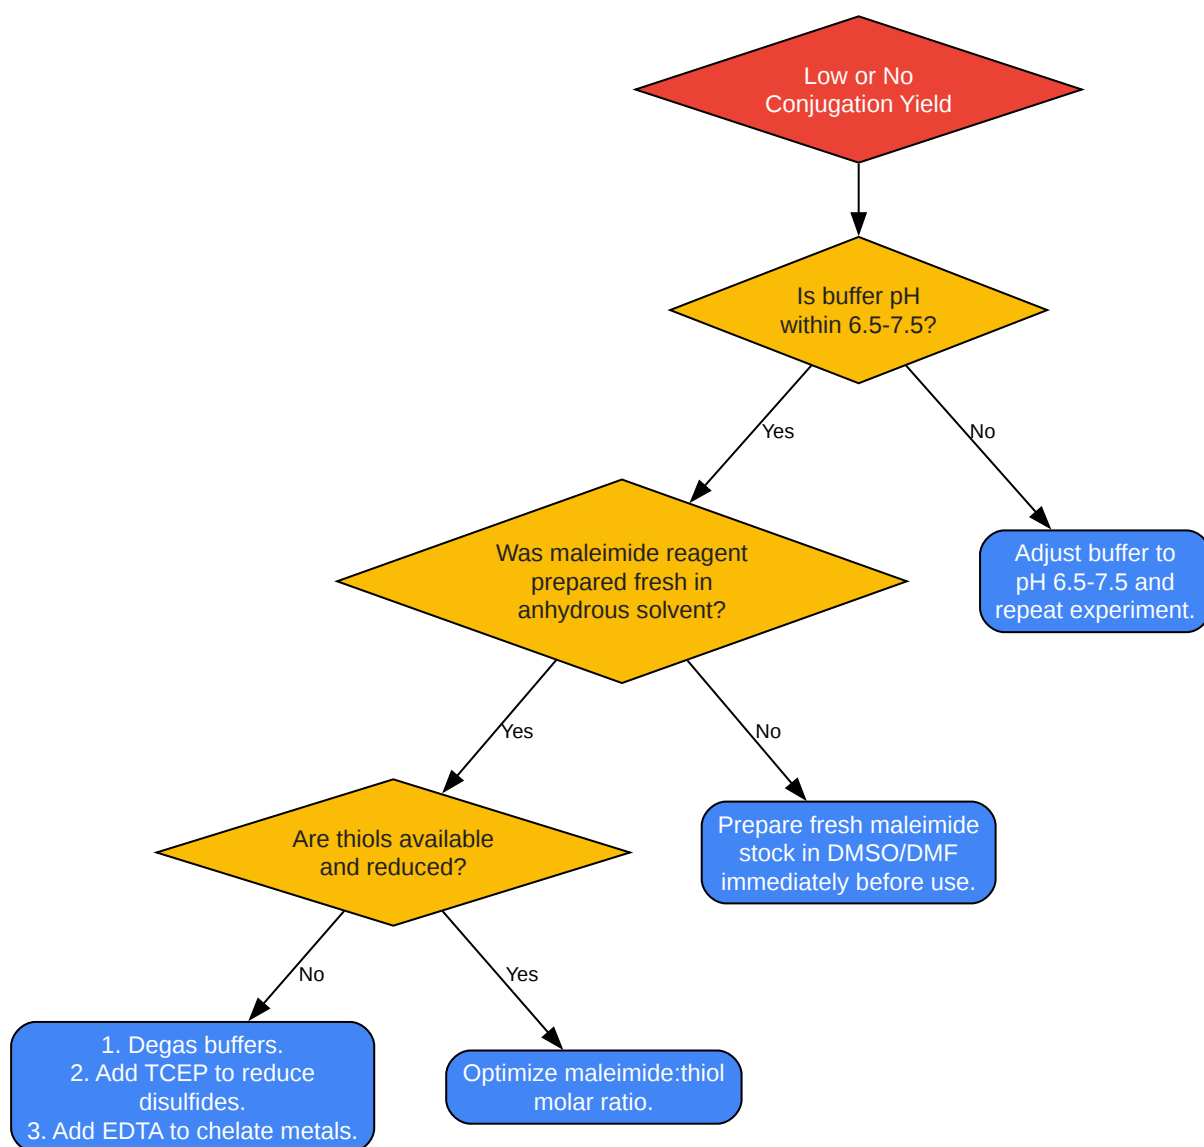 Low or No
Conjugation Yield
Is buffer pH
within 6.5-7.5?
Yes
No
Was maleimide reagent
prepared fresh in
anhydrous solvent?
Adjust buffer to
pH 6.5-7.5 and
repeat experiment.
Yes
No
Are thiols available
and reduced?
Prepare fresh maleimide
stock in DMSO/DMF
immediately before use.
No
Yes
1. Degas buffers.
2. Add TCEP to reduce
disulfides.
3. Add EDTA to chelate metals.
Optimize maleimide:thiol
molar ratio.